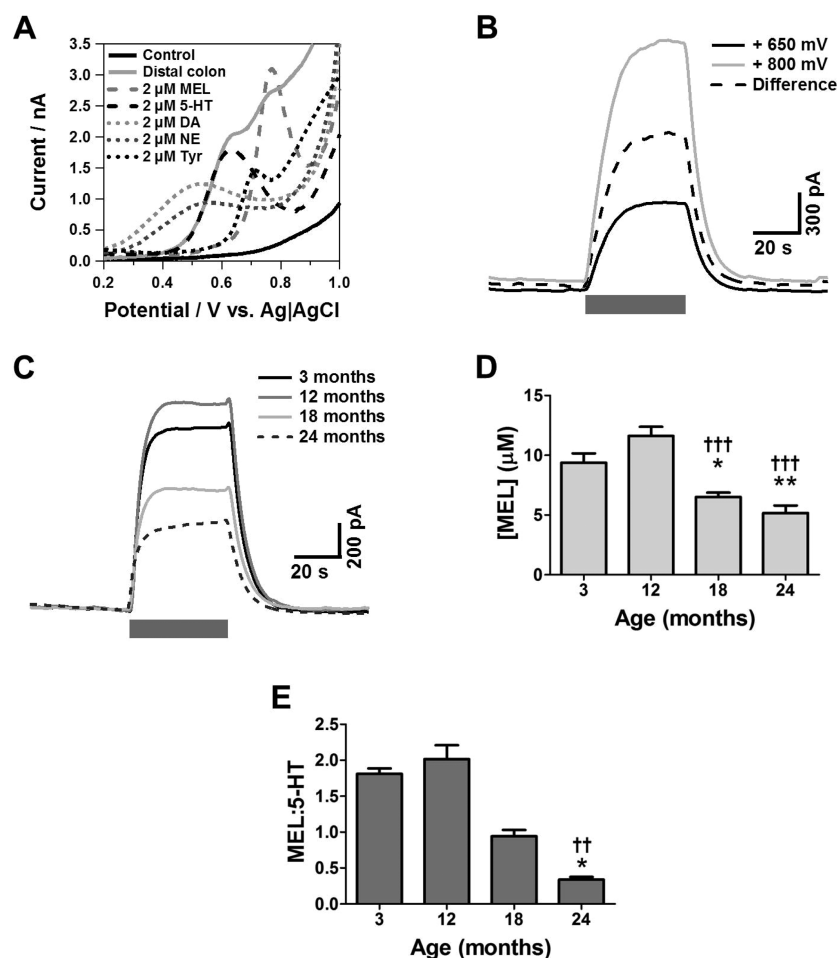 A
Current / nA
3.5
3.0
2.5
2.0
1.5
1.0
0.5
0.0
Control
Distal colon
2 µM MEL
2 µM 5-HT
2 µM DA
2 µM NE
2 µM Tyr
0.2 0.4 0.6 0.8 1.0
Potential / V vs. Ag|AgCl
B
+ 650 mV
+ 800 mV
Difference
300 pA
20 s
C
3 months
12 months
18 months
24 months
200 pA
20 s
D
[MEL] (µM)
15
10
5
0
††† *
††† **
3 12 18 24
Age (months)
E
MEL:5-HT
2.5
2.0
1.5
1.0
0.5
0.0
††
*
3 12 18 24
Age (months)